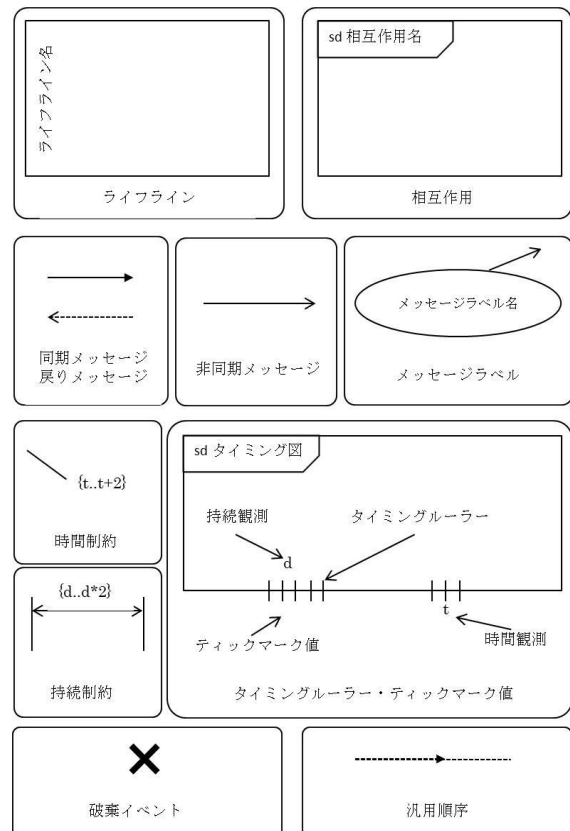 ライフライン名
ライフライン
sd 相互作用名
相互作用
同期メッセージ
戻りメッセージ
非同期メッセージ
メッセージラベル名
メッセージラベル
{t..t+2}
時間制約
{d..d*2}
持続制約
sd タイミング図
持続観測
タイミングルーラー
d
ティックマーク値
t
時間観測
タイミングルーラー・ティックマーク値
破棄イベント
汎用順序